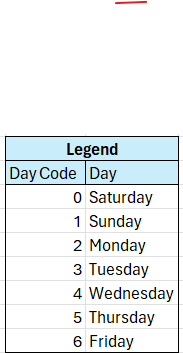 Legend
Day Code Day
0 Saturday
1 Sunday
2 Monday
3 Tuesday
4 Wednesday
5 Thursday
6 Friday